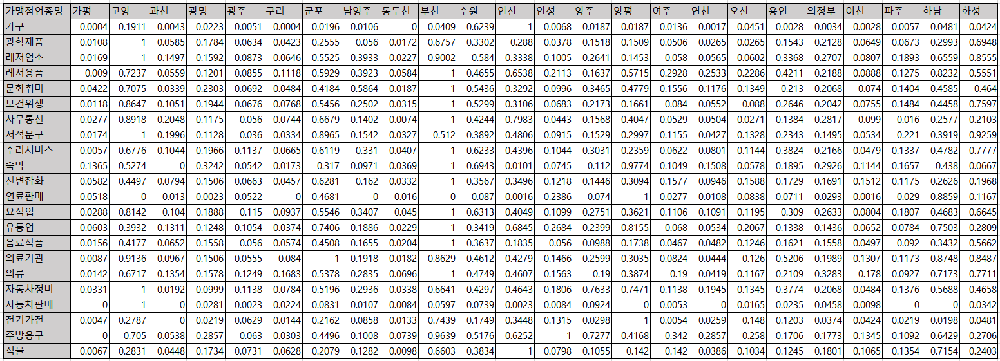 가맹점업종명 가평 고양 과천 광명 광주 구리 군포 남양주 동두천 부천 수원 안산 안성 양주 양평 여주 연천 오산 용인 의정부 이천 파주 하남 화성
가구 0.0004 0.1911 0.0043 0.0223 0.0051 0.0004 0.0196 0.0106 0 0.0409 0.6239 1 0.0068 0.0187 0.0187 0.0136 0.0017 0.0451 0.0028 0.0034 0.0028 0.0057 0.0481 0.0424
광학제품 0.0108 1 0.0585 0.1784 0.0634 0.0423 0.2555 0.056 0.0172 0.6757 0.3302 0.288 0.0378 0.1518 0.1509 0.0506 0.0265 0.0265 0.1543 0.2128 0.0649 0.0673 0.2993 0.6948
레저업소 0.0169 1 0.1497 0.1592 0.0873 0.0646 0.5525 0.3933 0.0227 0.9002 0.584 0.3338 0.1005 0.2641 0.1453 0.058 0.0565 0.0602 0.3368 0.2707 0.0807 0.1893 0.6559 0.8555
레저용품 0.009 0.7237 0.0559 0.1201 0.0855 0.1118 0.5929 0.3923 0.0584 1 0.4655 0.6538 0.2113 0.1637 0.5715 0.2928 0.2533 0.2286 0.4211 0.2188 0.0888 0.1275 0.8232 0.5551
문화취미 0.0422 0.7075 0.0339 0.2303 0.0692 0.0484 0.4184 0.5864 0.0187 1 0.5436 0.3292 0.0996 0.3465 0.4779 0.1556 0.1176 0.1349 0.213 0.2068 0.074 0.1404 0.4585 0.464
보건위생 0.0118 0.8647 0.1051 0.1944 0.0676 0.0768 0.5456 0.2502 0.0315 1 0.5299 0.3106 0.0683 0.2173 0.1661 0.084 0.0552 0.088 0.2646 0.2042 0.0755 0.1484 0.4458 0.7597
사무통신 0.0277 0.8918 0.2048 0.1175 0.056 0.0744 0.6679 0.1402 0.0074 1 0.4244 0.7983 0.0443 0.1568 0.4047 0.0529 0.0504 0.0271 0.1384 0.2817 0.099 0.016 0.2577 0.2103
서적문구 0.0174 1 0.1996 0.1128 0.036 0.0334 0.8965 0.1542 0.0327 0.512 0.3892 0.4806 0.0915 0.1529 0.2997 0.1155 0.0427 0.1328 0.2343 0.1495 0.0534 0.221 0.3919 0.9259
수리서비스 0.0057 0.6776 0.1044 0.1966 0.1137 0.0665 0.6119 0.331 0.0407 1 0.6233 0.4396 0.1044 0.3031 0.2359 0.0622 0.0801 0.1144 0.3824 0.2166 0.0479 0.1337 0.4782 0.7777
숙박 0.1365 0.5274 0 0.3242 0.0542 0.0173 0.317 0.0971 0.0369 1 0.6943 0.0101 0.0745 0.112 0.9774 0.1049 0.1508 0.0578 0.1895 0.2926 0.1144 0.1657 0.438 0.0667
신변잡화 0.0582 0.4497 0.0794 0.1506 0.0663 0.0457 0.6281 0.162 0.0332 1 0.3567 0.3496 0.1218 0.1446 0.3094 0.1577 0.0946 0.1588 0.1729 0.1691 0.1512 0.1175 0.2626 0.1968
연료판매 0.0518 0 0.013 0.0023 0.0522 0 0.4681 0 0.016 0 0.087 0.0016 0.2386 0.074 1 0.0277 0.0108 0.0838 0.0711 0.0293 0.0016 0.029 0.8859 0.1167
요식업 0.0288 0.8142 0.104 0.1888 0.115 0.0937 0.5546 0.3407 0.045 1 0.6313 0.4049 0.1099 0.2751 0.3621 0.1106 0.1091 0.1195 0.309 0.2633 0.0804 0.1807 0.4683 0.6645
유통업 0.0603 0.3932 0.1311 0.1248 0.1054 0.0374 0.7406 0.1886 0.0229 1 0.3419 0.6845 0.2684 0.2399 0.8155 0.068 0.0534 0.2067 0.1338 0.1436 0.0652 0.0784 0.7503 0.2809
음료식품 0.0156 0.4177 0.0652 0.1558 0.056 0.0574 0.4508 0.1655 0.0204 1 0.3637 0.1835 0.056 0.0988 0.1738 0.0467 0.0482 0.1246 0.1621 0.1558 0.0497 0.092 0.3432 0.5662
의료기관 0.0087 0.9136 0.0967 0.1506 0.0555 0.084 1 0.1918 0.0182 0.8629 0.4612 0.4279 0.1466 0.2599 0.3035 0.0824 0.0444 0.126 0.5206 0.1989 0.1307 0.1173 0.8748 0.8487
의류 0.0142 0.6717 0.1354 0.1578 0.1249 0.1683 0.5378 0.2835 0.0696 1 0.4749 0.4607 0.1563 0.19 0.3874 0.19 0.0419 0.1167 0.2109 0.3283 0.178 0.0927 0.7173 0.7711
자동차정비 0.0331 1 0.0192 0.0999 0.1138 0.0784 0.5196 0.2936 0.0338 0.6641 0.4297 0.4643 0.1806 0.7633 0.7471 0.1138 0.1945 0.1345 0.3774 0.2068 0.0484 0.1376 0.5688 0.4658
자동차판매 0 1 0 0.0281 0.0023 0.0224 0.0831 0.0107 0.0084 0.0597 0.0739 0.0023 0.0084 0.0924 0 0.0053 0 0.0165 0.0235 0.0458 0.0098 0 0 0.0342
전기가전 0.0047 0.2787 0 0.0219 0.0629 0.0144 0.2162 0.0858 0.0133 0.7439 0.1749 0.3448 0.1315 0.0298 1 0.0054 0.0259 0.148 0.1203 0.0374 0.0424 0.0219 0.0198 0.0481
주방용구 0 0.705 0.0538 0.2857 0.063 0.0303 0.4496 0.1008 0.0739 0.9639 0.5176 0.6252 1 0.7277 0.4168 0.342 0.2857 0.258 0.1706 0.1773 0.1345 0.1092 0.6429 0.2706
직물 0.0067 0.2831 0.0448 0.1734 0.0731 0.0628 0.2079 0.1282 0.0098 0.6603 0.3834 1 0.0798 0.1055 0.142 0.142 0.0386 0.1034 0.1245 0.1801 0.1065 0.1354 0.7154 0.2403